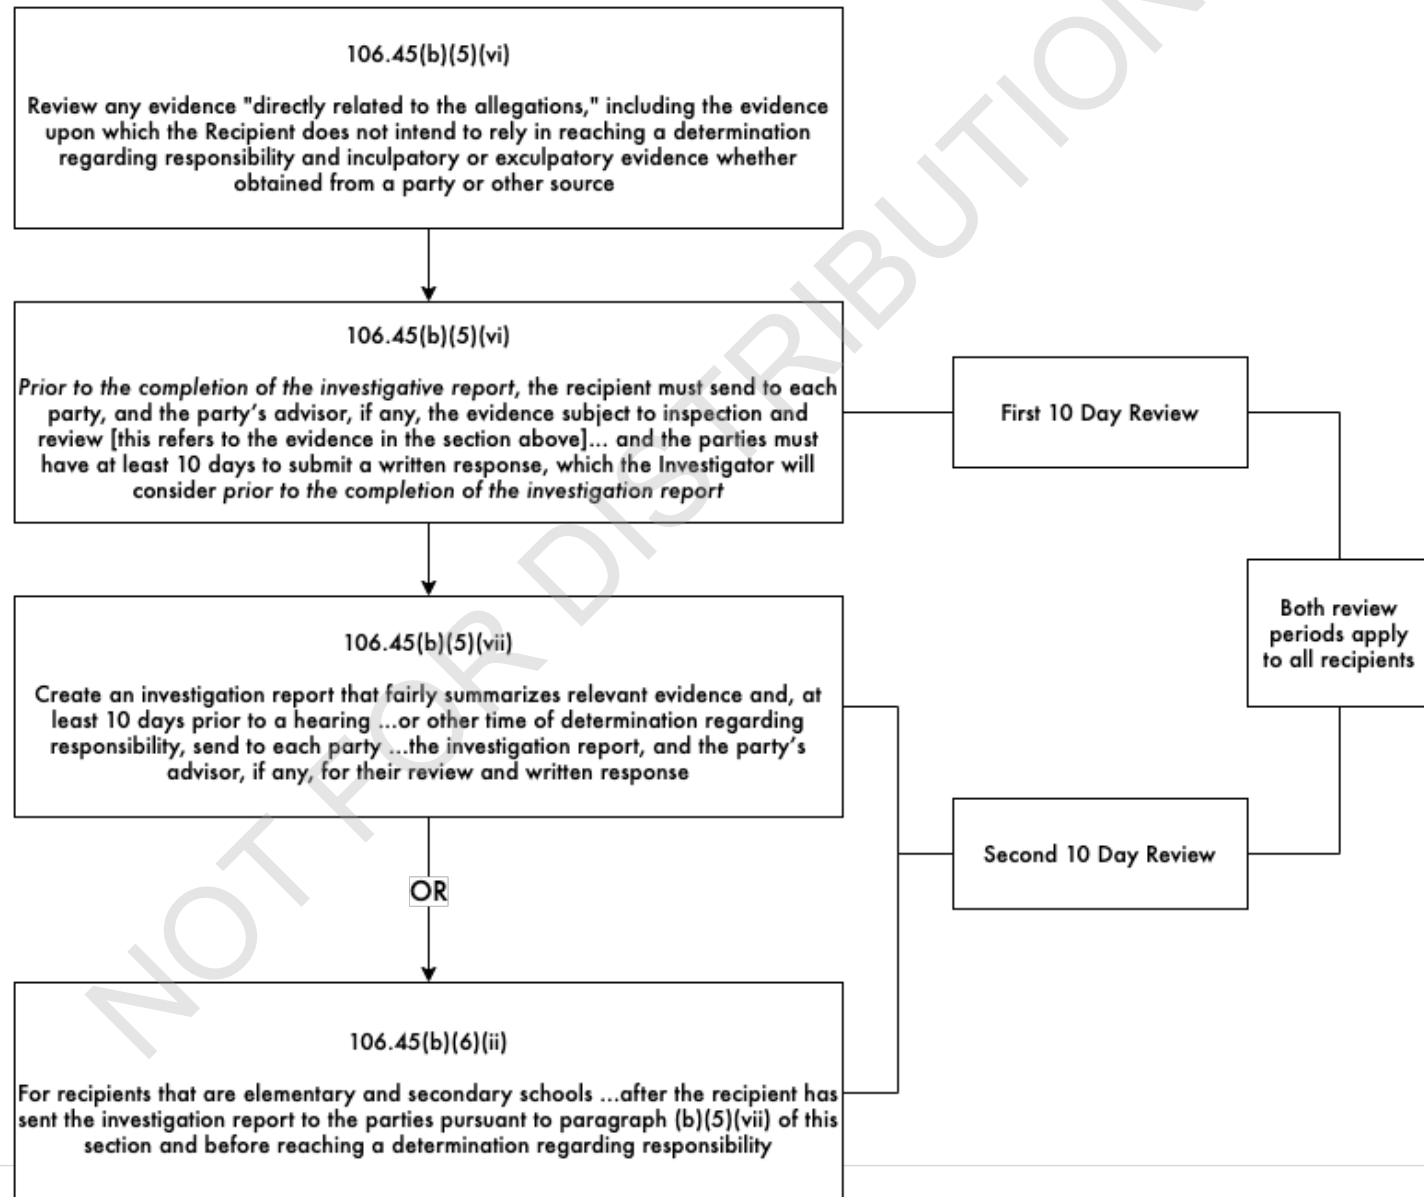 106.45(b)(5)(vi)
Review any evidence "directly related to the allegations," including the evidence
upon which the Recipient does not intend to rely in reaching a determination
regarding responsibility and inculpatory or exculpatory evidence whether
obtained from a party or other source
106.45(b)(5)(vi)
Prior to the completion of the investigative report, the recipient must send to each
party, and the party's advisor, if any, the evidence subject to inspection and
review [this refers to the evidence in the section above]... and the parties must
have at least 10 days to submit a written response, which the Investigator will
consider prior to the completion of the investigation report
First 10 Day Review
Both review
periods apply
to all recipients
106.45(b)(5)(vii)
Create an investigation report that fairly summarizes relevant evidence and, at
least 10 days prior to a hearing ...or other time of determination regarding
responsibility, send to each party ...the investigation report, and the party's
advisor, if any, for their review and written response
Second 10 Day Review
OR
106.45(b)(6)(ii)
For recipients that are elementary and secondary schools ...after the recipient has
sent the investigation report to the parties pursuant to paragraph (b)(5)(vii) of this
section and before reaching a determination regarding responsibility
NOT FOR DISTRIBUTION